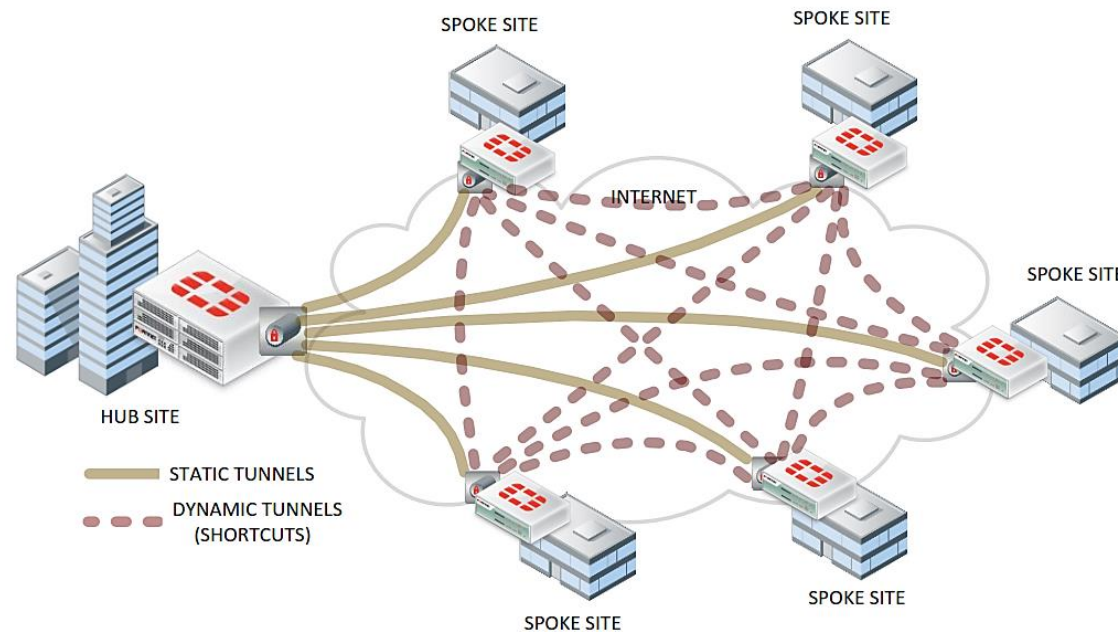 SPOKE SITE
SPOKE SITE
INTERNET
SPOKE SITE
HUB SITE
STATIC TUNNELS
DYNAMIC TUNNELS
(SHORTCUTS)
SPOKE SITE
SPOKE SITE